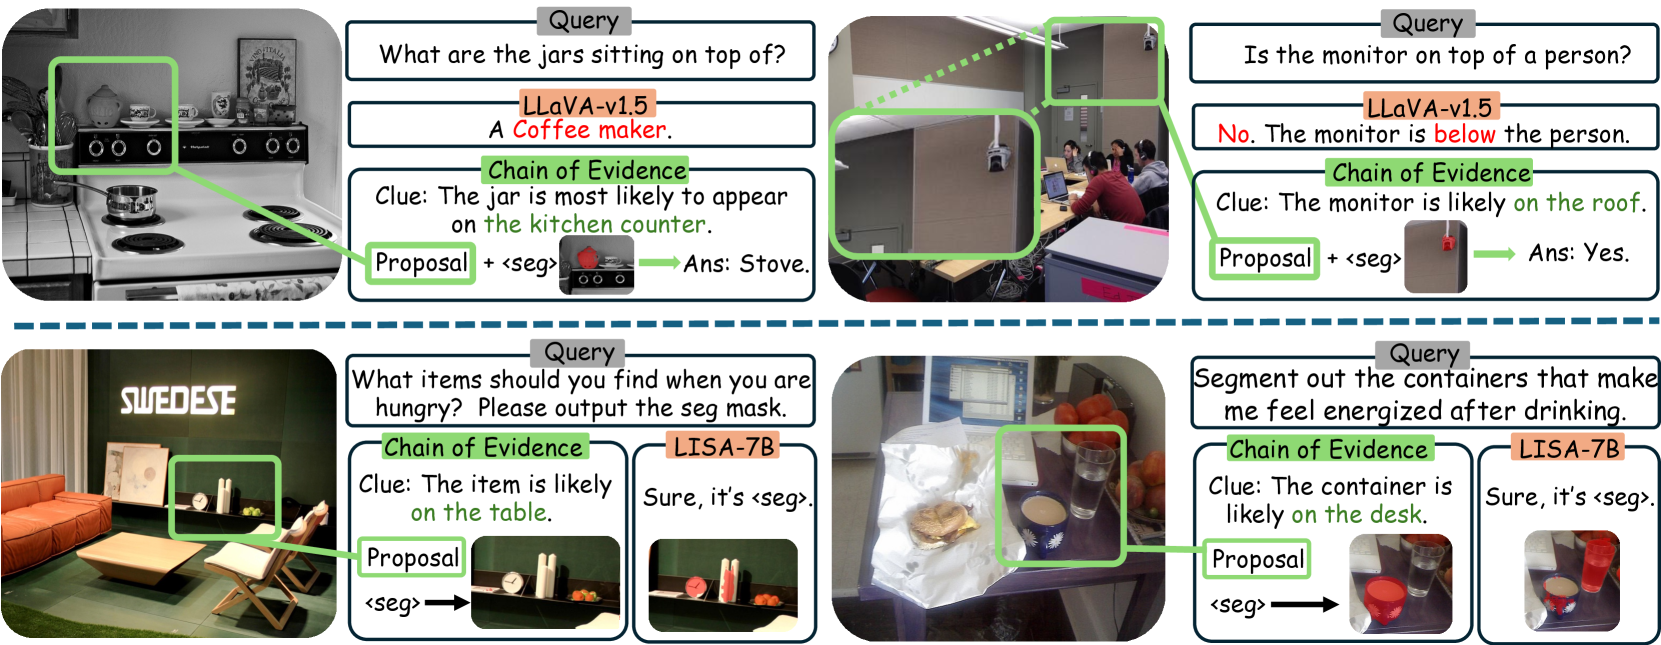 Query
What are the jars sitting on top of?
LLaVA-v1.5
A Coffee maker.
Chain of Evidence
Clue: The jar is most likely to appear
on the kitchen counter.
Proposal + <seg> Ans: Stove.
Query
Is the monitor on top of a person?
LLaVA-v1.5
No. The monitor is below the person.
Chain of Evidence
Clue: The monitor is likely on the roof.
Proposal + <seg> Ans: Yes.
SWEDESE
Query
What items should you find when you are
hungry? Please output the seg mask.
Chain of Evidence
Clue: The item is likely
on the table.
Proposal
<seg>
LISA-7B
Sure, it's <seg>.
Query
Segment out the containers that make
me feel energized after drinking.
Chain of Evidence
Clue: The container is
likely on the desk.
Proposal
<seg>
LISA-7B
Sure, it's <seg>.